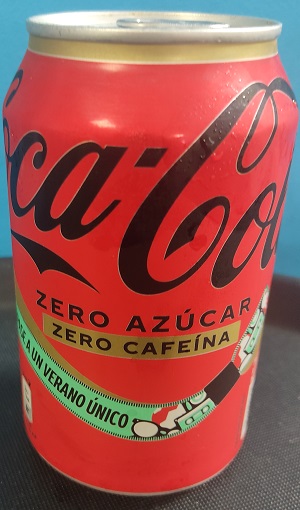 Coca-Cola
ZERO AZÚCAR
ZERO CAFEÍNA
A UN VERANO ÚNICO